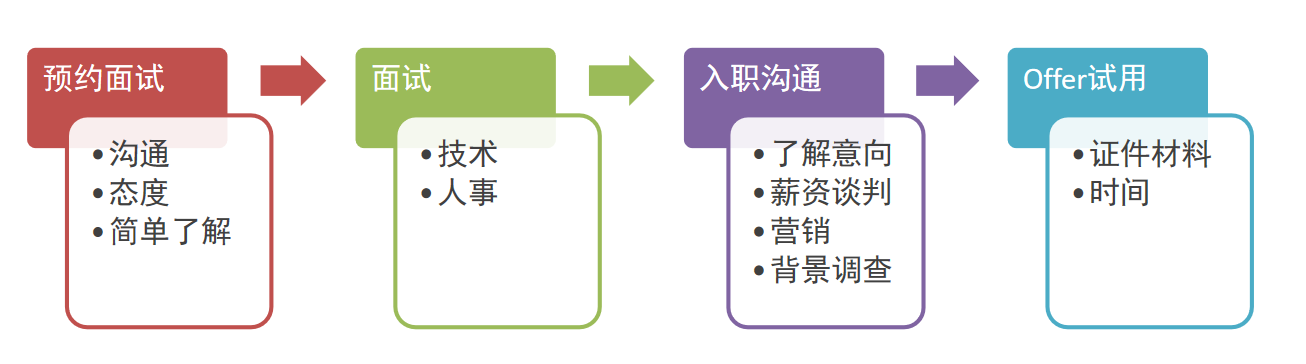 预约面试
•沟通
•态度
•简单了解
面试
•技术
•人事
入职沟通
•了解意向
•薪资谈判
•营销
•背景调查
Offer试用
•证件材料
•时间